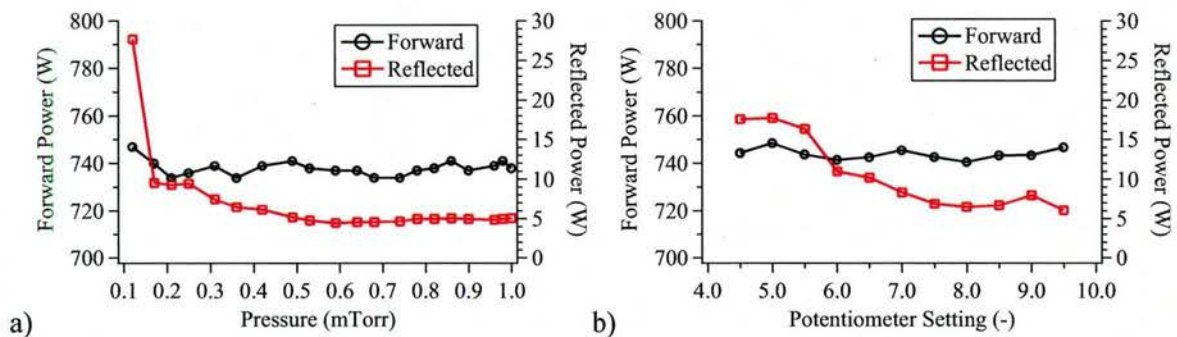 800
780
760
740
720
700
Forward Power (W)
30
25
20
15
10
5
0
Reflected Power (W)
Forward
Reflected
0.1 0.2 0.3 0.4 0.5 0.6 0.7 0.8 0.9 1.0
Pressure (mTorr)
a)
800
780
760
740
720
700
Forward Power (W)
30
25
20
15
10
5
0
Reflected Power (W)
Forward
Reflected
4.0 5.0 6.0 7.0 8.0 9.0 10.0
Potentiometer Setting (-)
b)